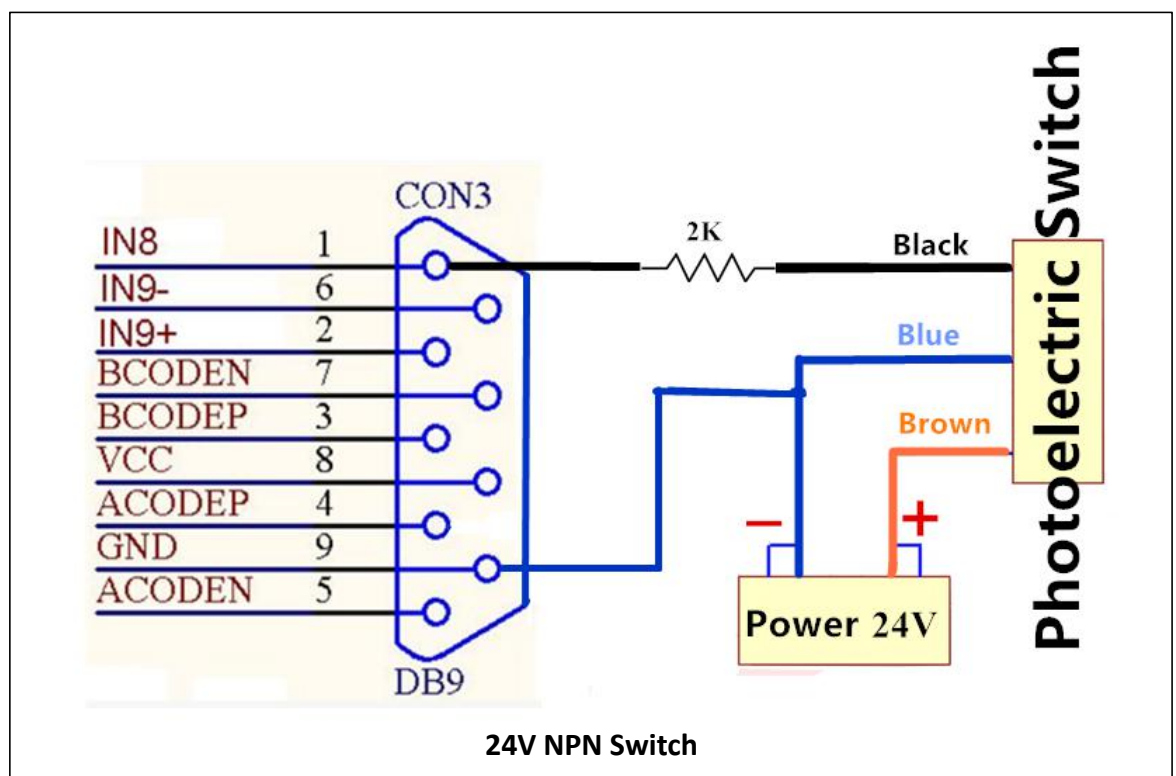 CON3
IN8 1
IN9- 6
IN9+ 2
BCODEN 7
BCODEP 3
VCC 8
ACODEP 4
GND 9
ACODEN 5
DB9
2K
Black
Blue
Brown
− +
Power 24V
Photoelectric Switch
24V NPN Switch